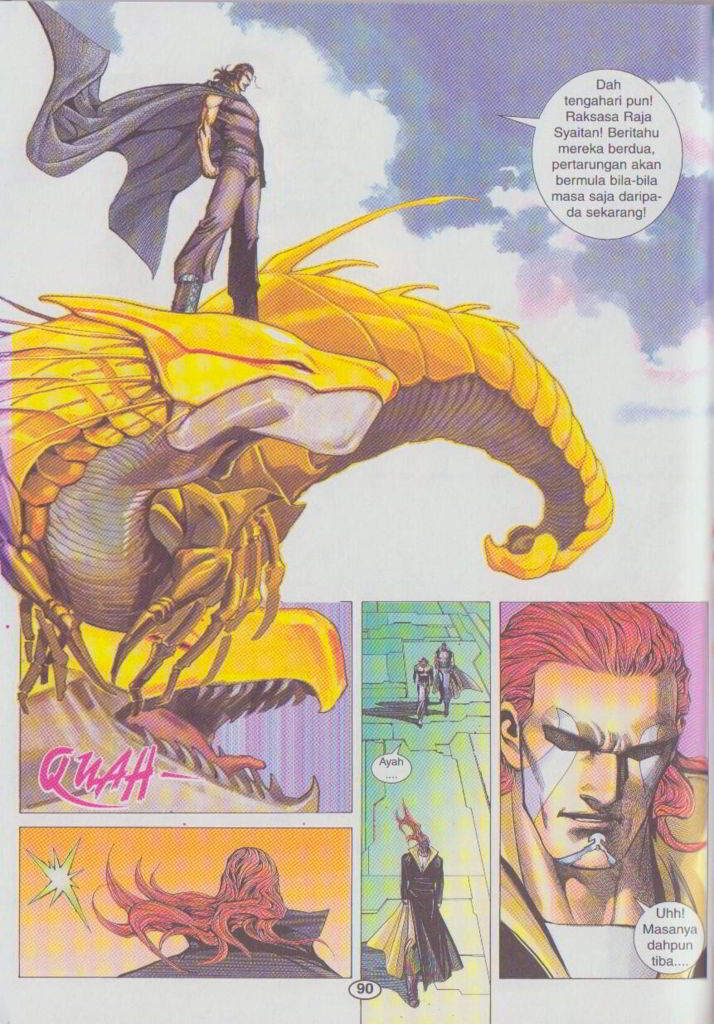 Dah
tengahari pun!
Raksasa Raja
Syaitan! Beritahu
mereka berdua,
pertarungan akan
bermula bila-bila
masa saja daripa-
da sekarang!
QUAH
Ayah
....
Uhh!
Masanya
dahpun
tiba....
90